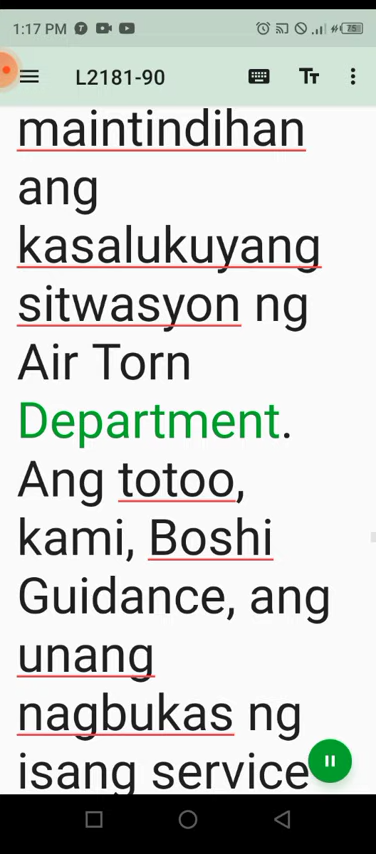 1:17 PM
75
L2181-90
maintindihan
ang
kasalukuyang
sitwasyon ng
Air Torn
Department.
Ang totoo,
kami, Boshi
Guidance, ang
unang
nagbukas ng
isang service